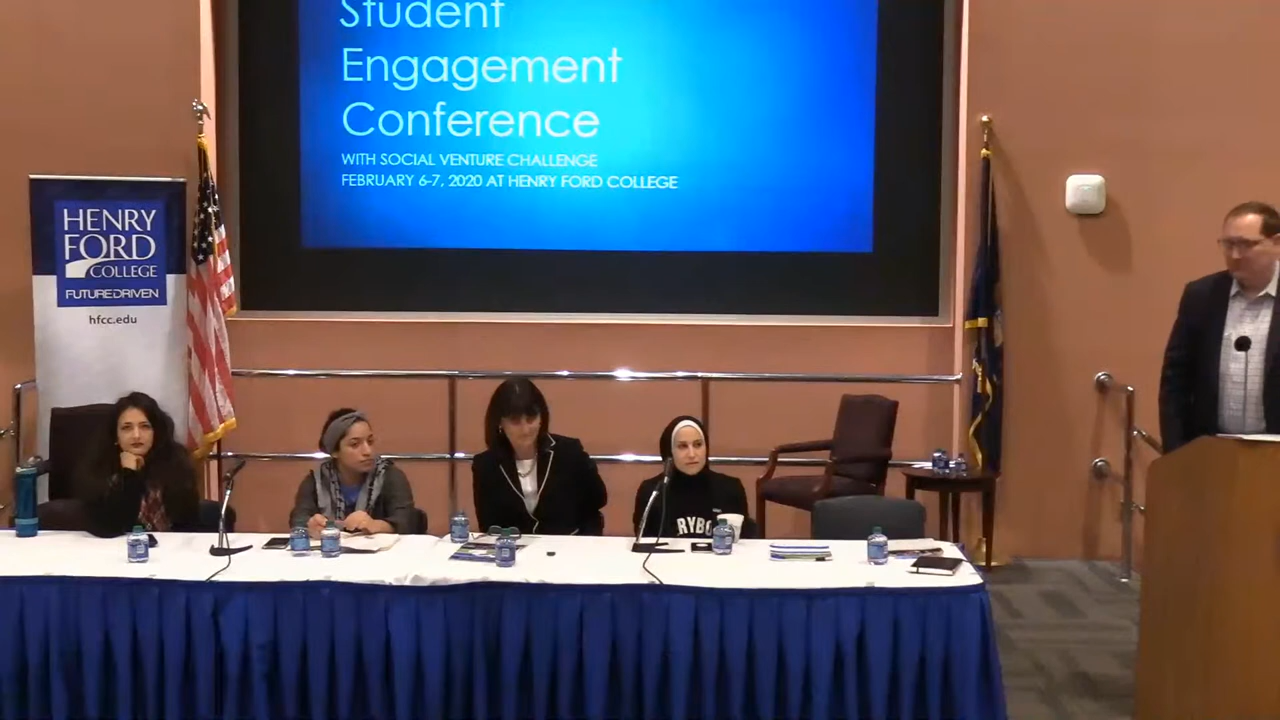 Student
Engagement
Conference
WITH SOCIAL VENTURE CHALLENGE
FEBRUARY 6-7, 2020 AT HENRY FORD COLLEGE
HENRY
FORD
COLLEGE
FUTUREDRIVEN
hfcc.edu
RYBO